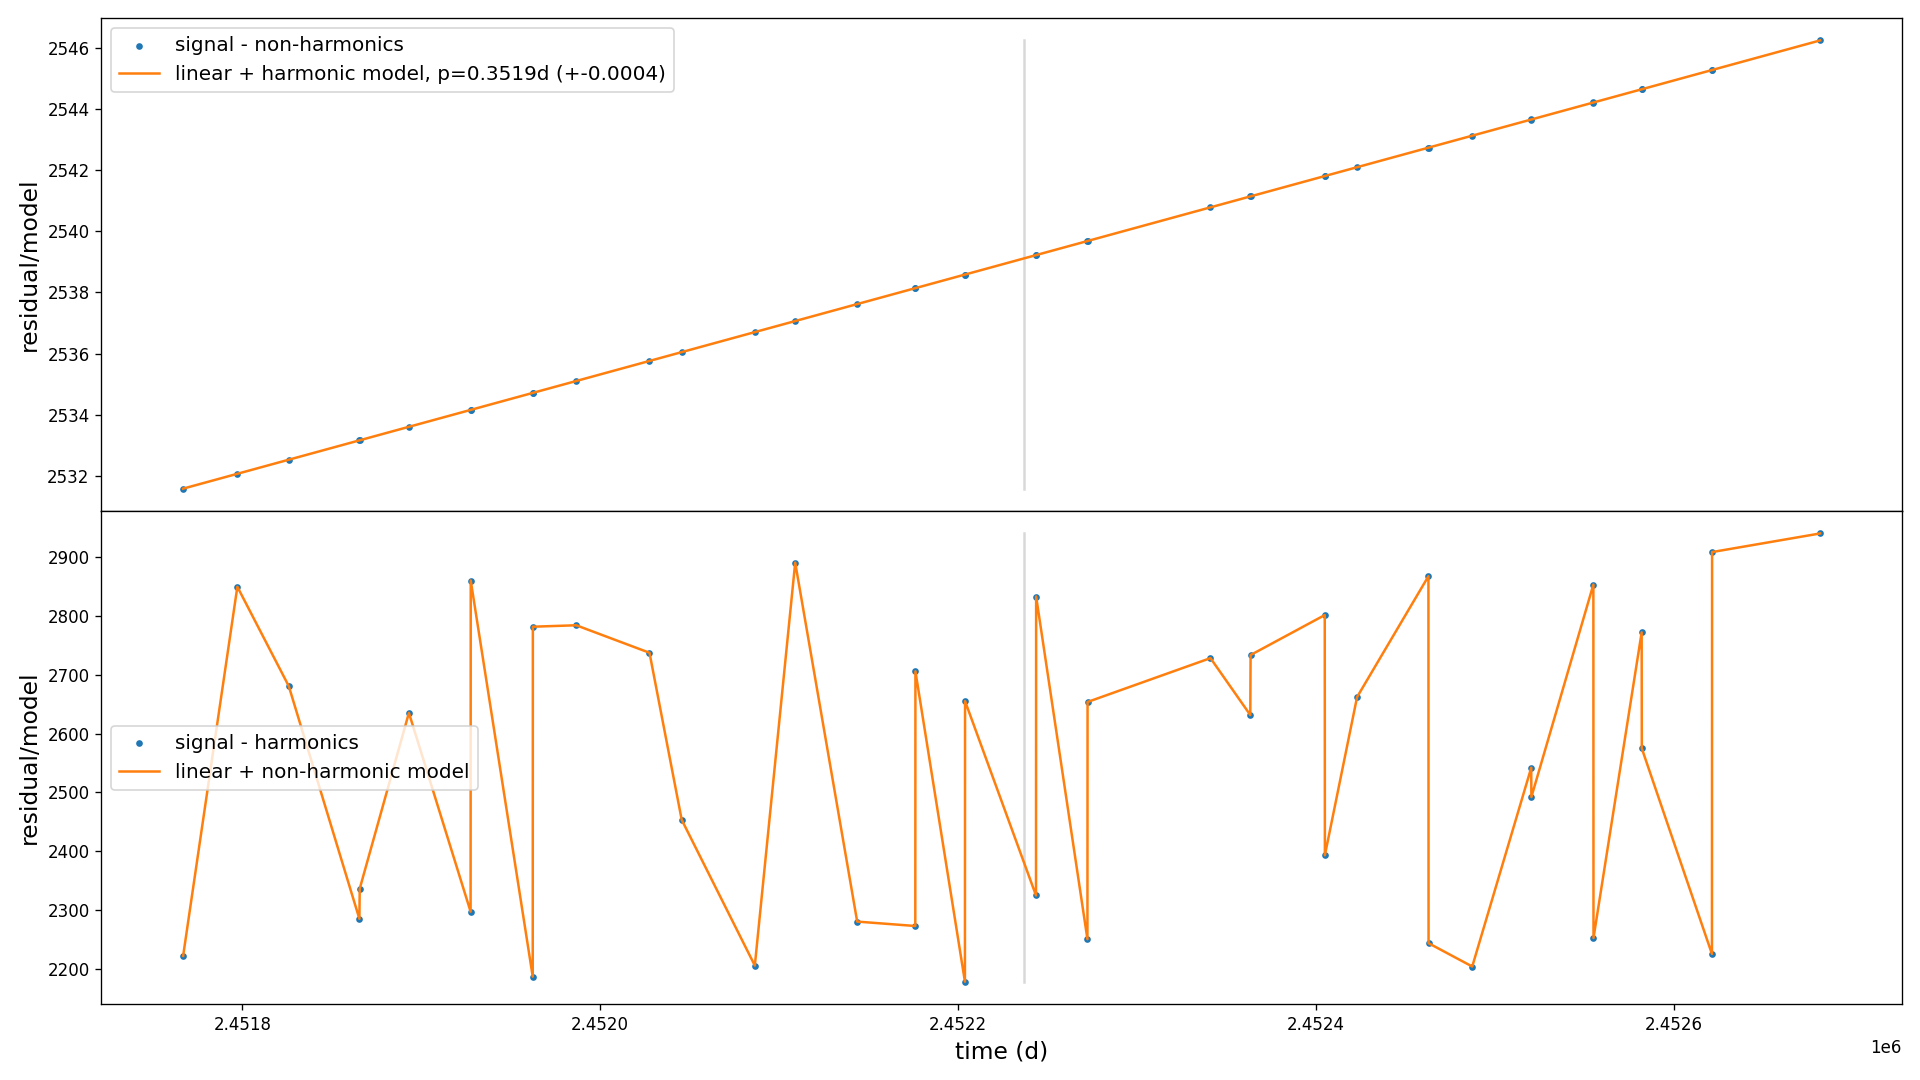 signal - non-harmonics
linear + harmonic model, p=0.3519d (+-0.0004)
2546
2544
2542
2540
2538
2536
2534
2532
residual/model
2900
2800
2700
2600
2500
2400
2300
2200
residual/model
signal - harmonics
linear + non-harmonic model
2.4518
2.4520
2.4522
2.4524
2.4526
time (d)
1e6